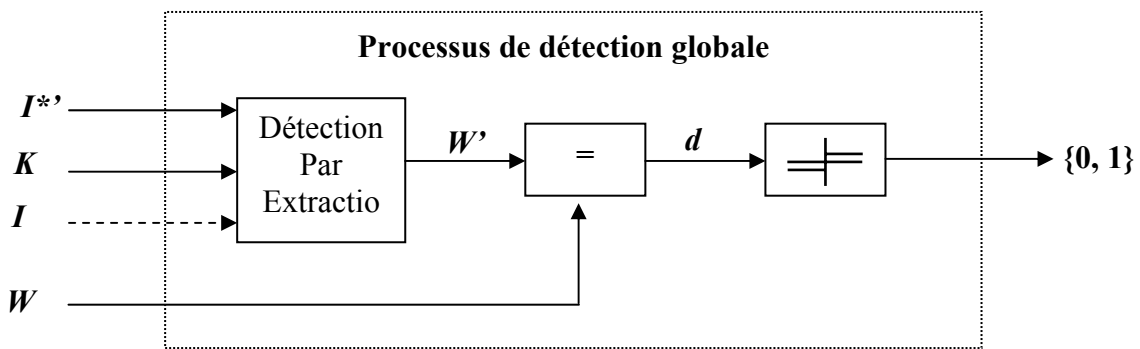 Processus de détection globale
I*’
K
I
W
Détection
Par
Extractio
W’
=
d
{0, 1}